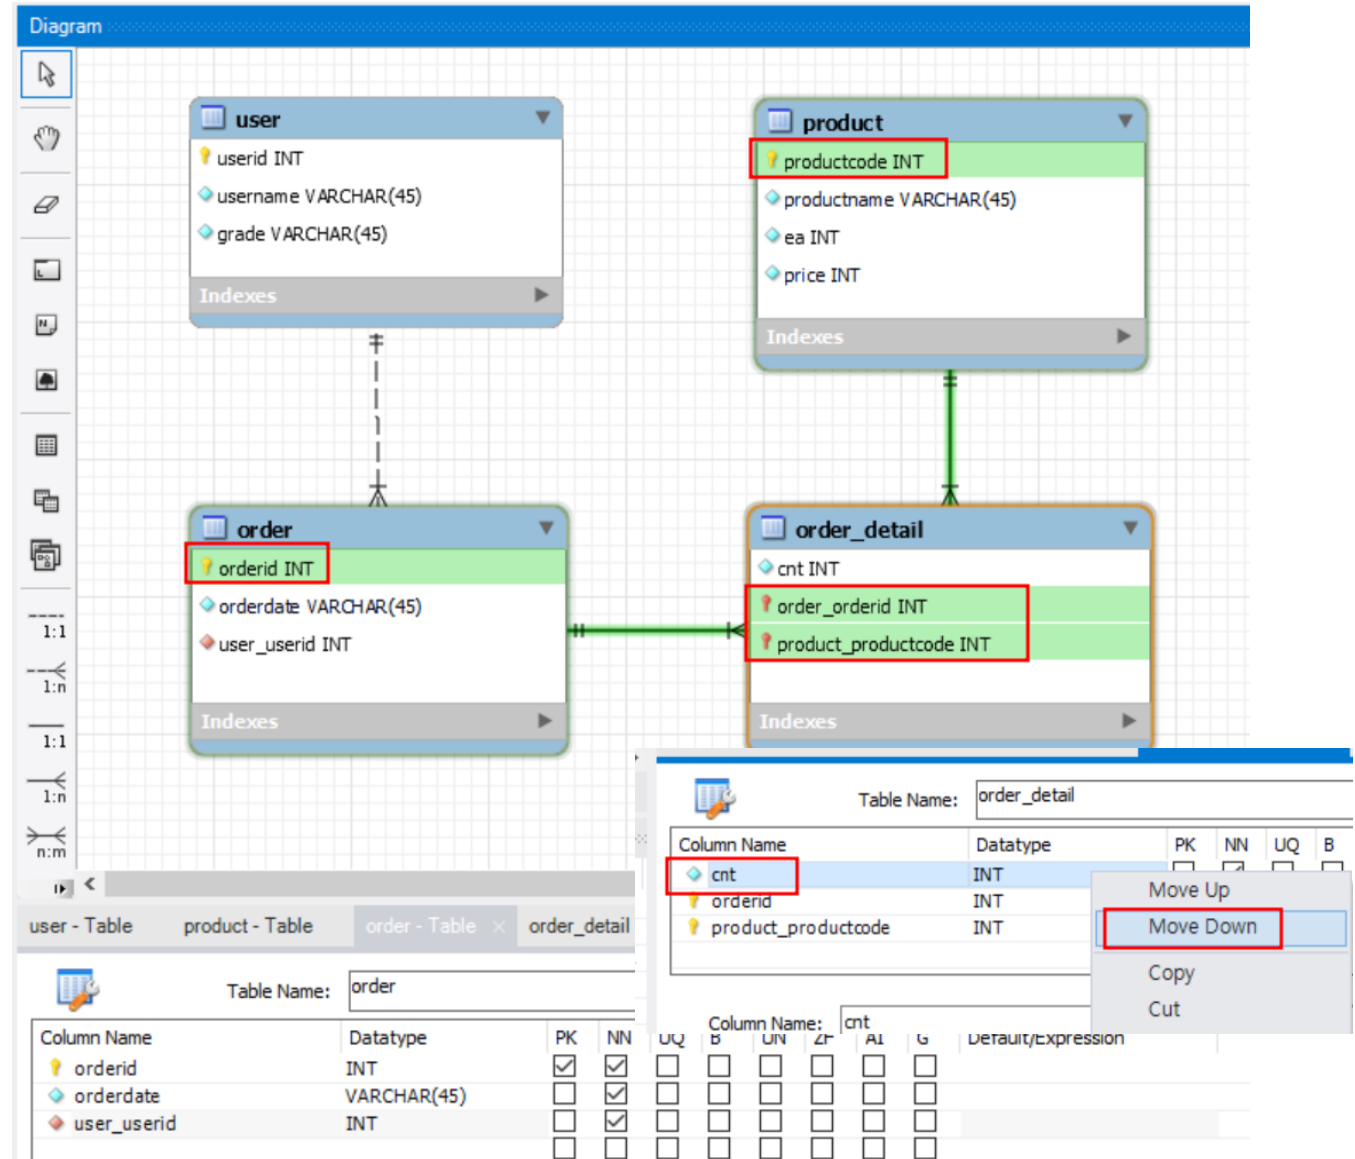 Diagram
user
userid INT
username VARCHAR(45)
grade VARCHAR(45)
Indexes
product
productcode INT
productname VARCHAR(45)
ea INT
price INT
Indexes
order
orderid INT
orderdate VARCHAR(45)
user_userid INT
Indexes
order_detail
cnt INT
order_orderid INT
product_productcode INT
Indexes
1:1
1:n
1:1
1:n
n:m
user - Table
product - Table
order - Table
order_detail
Table Name: order
Column Name Datatype PK NN UQ B UN ZF AI G Default/Expression
orderid INT
orderdate VARCHAR(45)
user_userid INT
Table Name: order_detail
Column Name Datatype PK NN UQ B
cnt INT
orderid INT
product_productcode INT
Column Name: cnt
Move Up
Move Down
Copy
Cut